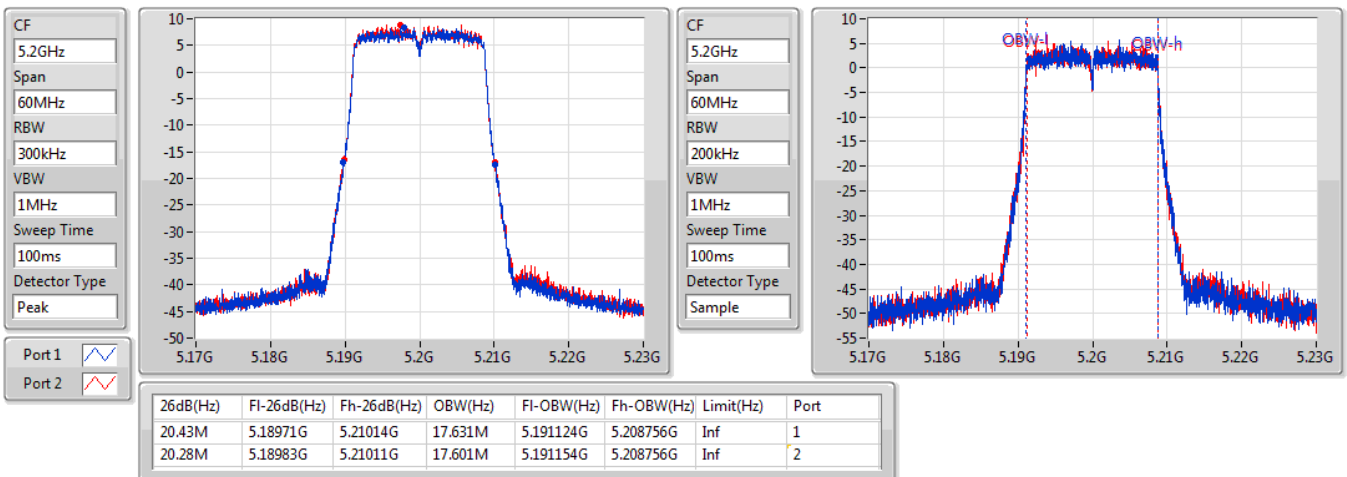 CF
5.2GHz
Span
60MHz
RBW
300kHz
VBW
1MHz
Sweep Time
100ms
Detector Type
Peak
10
5
0
-5
-10
-15
-20
-25
-30
-35
-40
-45
-50
5.17G 5.18G 5.19G 5.2G 5.21G 5.22G 5.23G
Port 1
Port 2
CF
5.2GHz
Span
60MHz
RBW
200kHz
VBW
1MHz
Sweep Time
100ms
Detector Type
Sample
10
5
0
-5
-10
-15
-20
-25
-30
-35
-40
-45
-50
-55
OBW-l OBW-h
5.17G 5.18G 5.19G 5.2G 5.21G 5.22G 5.23G
26dB(Hz) Fl-26dB(Hz) Fh-26dB(Hz) OBW(Hz) Fl-OBW(Hz) Fh-OBW(Hz) Limit(Hz) Port
20.43M 5.18971G 5.21014G 17.631M 5.191124G 5.208756G Inf 1
20.28M 5.18983G 5.21011G 17.601M 5.191154G 5.208756G Inf 2